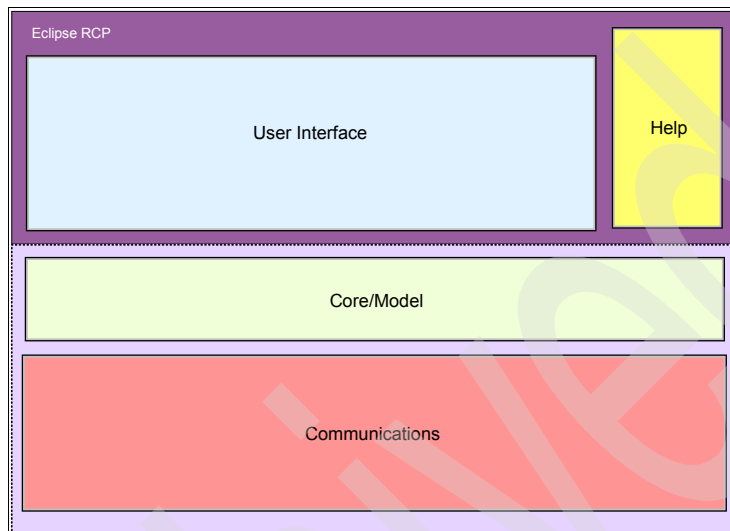 Eclipse RCP
User Interface
Help
Core/Model
Communications